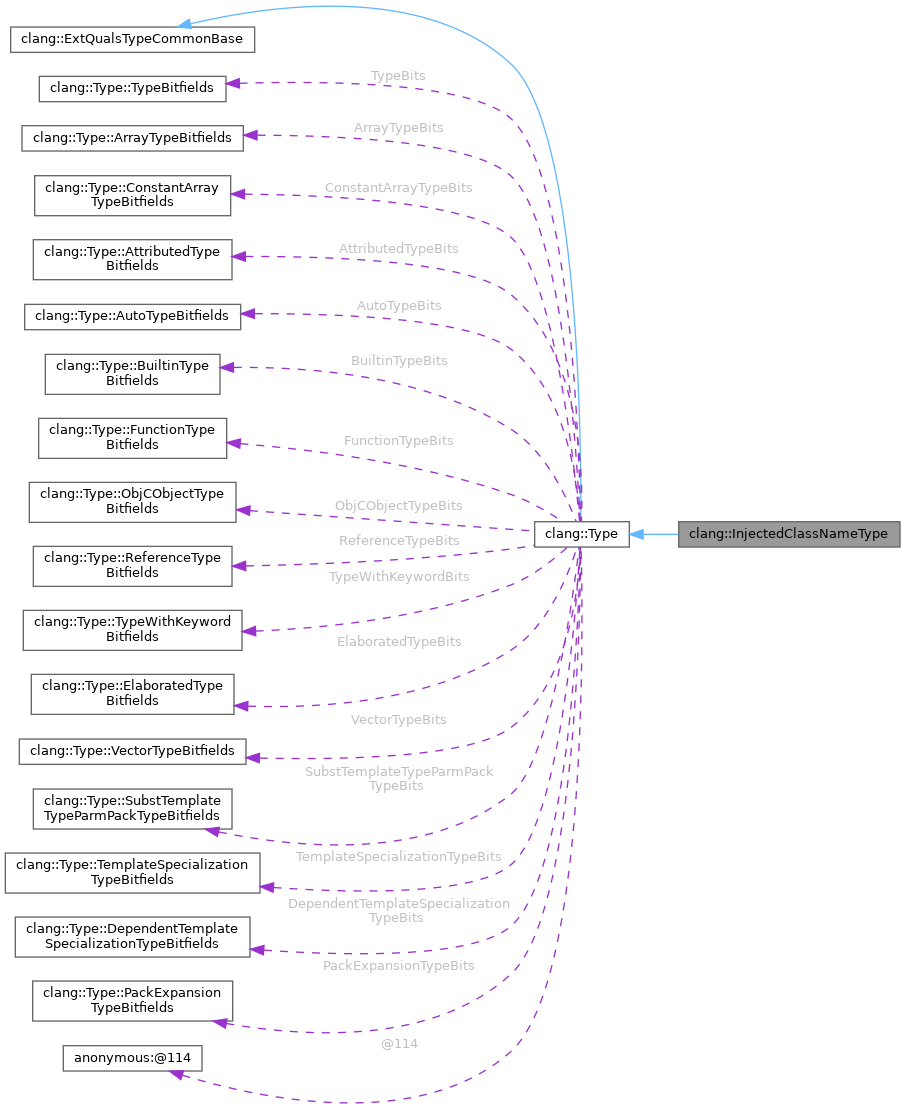 clang::ExtQualsTypeCommonBase
TypeBits
clang::Type::TypeBitfields
ArrayTypeBits
clang::Type::ArrayTypeBitfields
ConstantArrayTypeBits
clang::Type::ConstantArray
TypeBitfields
AttributedTypeBits
clang::Type::AttributedType
Bitfields
AutoTypeBits
clang::Type::AutoTypeBitfields
BuiltinTypeBits
clang::Type::BuiltinType
Bitfields
FunctionTypeBits
clang::Type::FunctionType
Bitfields
ObjCObjectTypeBits
clang::Type::ObjCObjectType
Bitfields
clang::Type
clang::InjectedClassNameType
ReferenceTypeBits
clang::Type::ReferenceType
Bitfields
TypeWithKeywordBits
clang::Type::TypeWithKeyword
Bitfields
ElaboratedTypeBits
clang::Type::ElaboratedType
Bitfields
VectorTypeBits
clang::Type::VectorTypeBitfields
SubstTemplateTypeParmPack
TypeBits
clang::Type::SubstTemplate
TypeParmPackTypeBitfields
TemplateSpecializationTypeBits
clang::Type::TemplateSpecialization
TypeBitfields
DependentTemplateSpecialization
TypeBits
clang::Type::DependentTemplate
SpecializationTypeBitfields
PackExpansionTypeBits
clang::Type::PackExpansion
TypeBitfields
@114
anonymous:@114